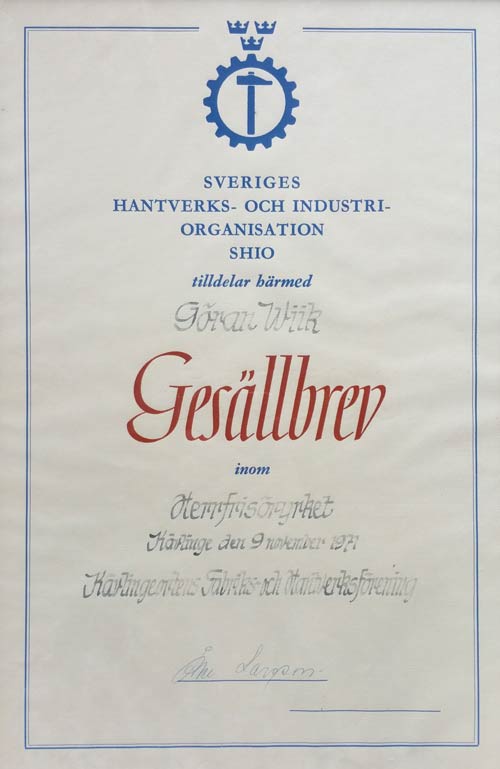 SVERIGES
HANTVERKS- OCH INDUSTRI-
ORGANISATION
SHIO
tilldelar härmed
Göran Wiik
Gesällbrev
inom
Herrfrisöryrket
Kävlinge den 9 november 1971
Kävlingeortens Fabriks- och Hantverksförening